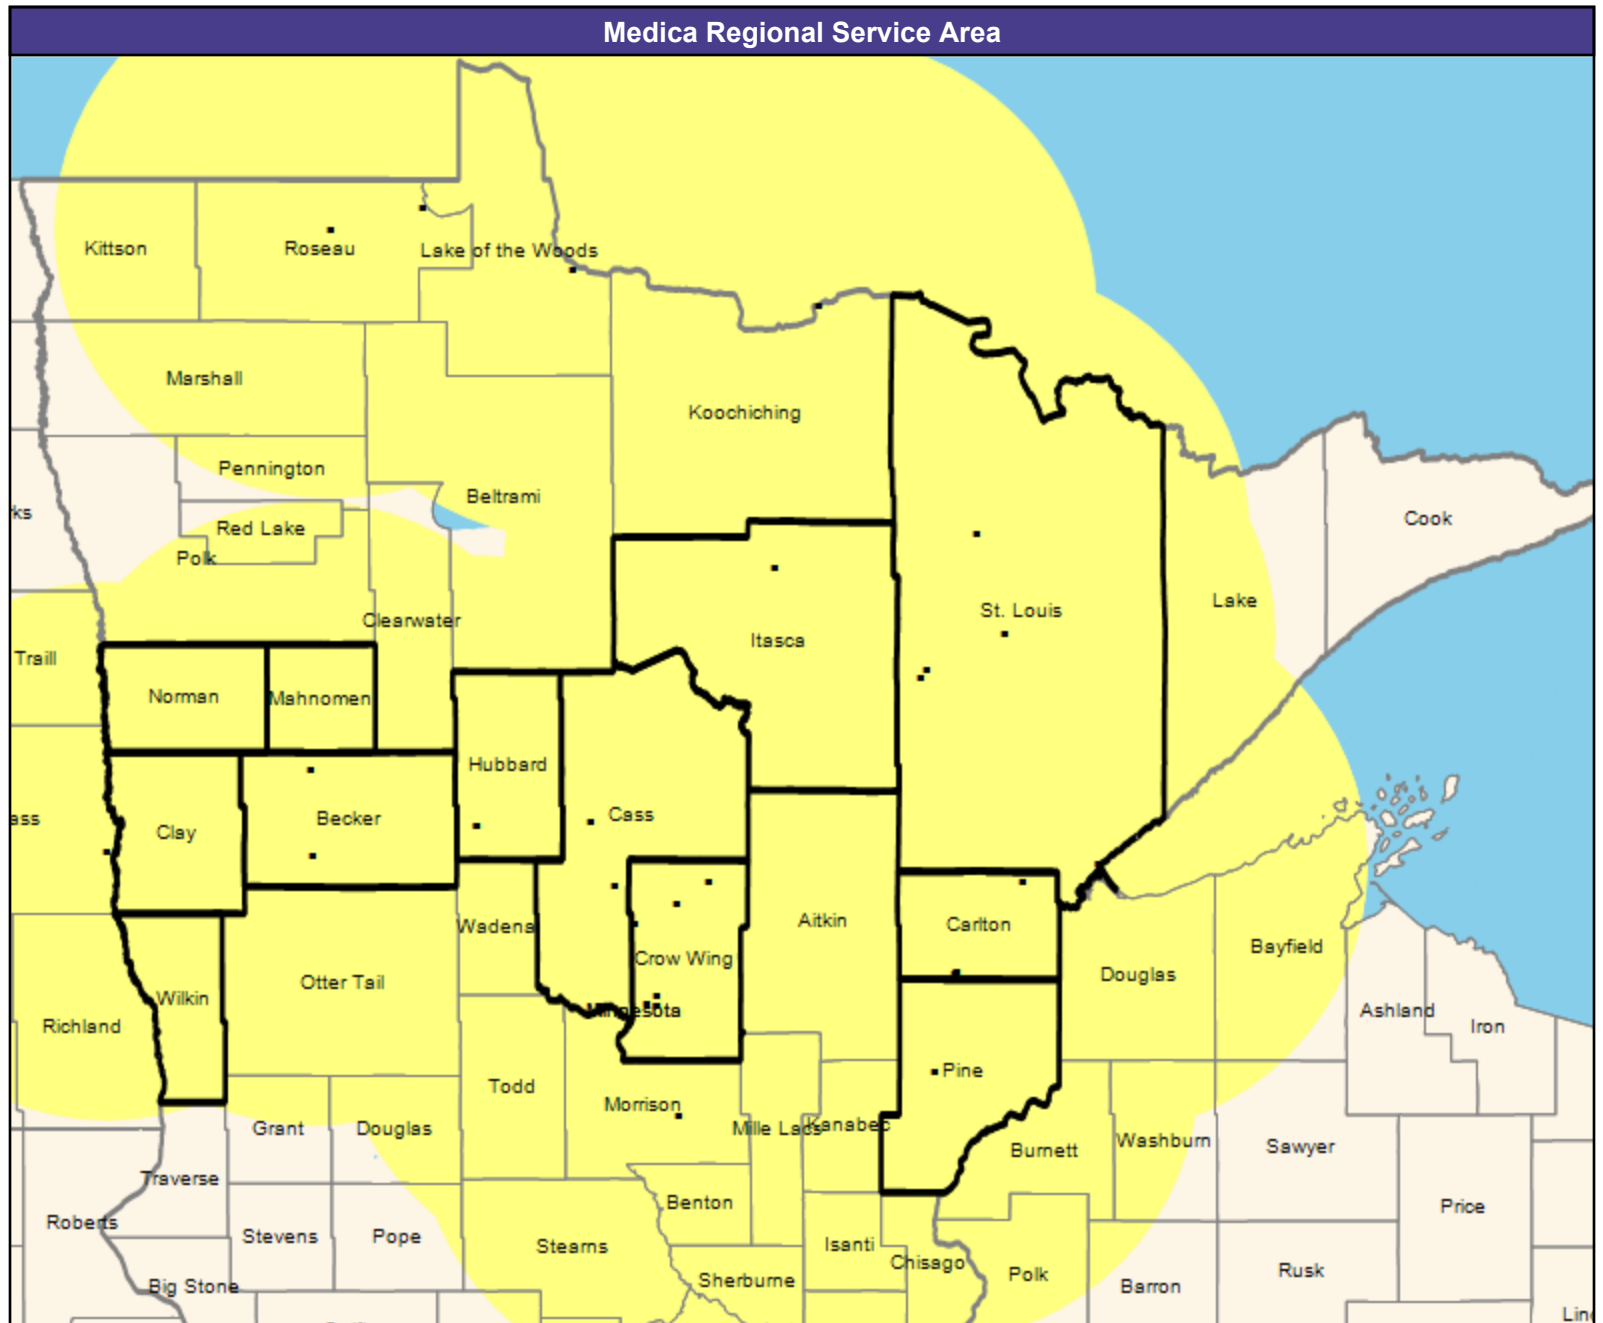 Medica Regional Service Area
Kittson
Roseau
Lake of the Woods
Marshall
Koochiching
Pennington
Beltrami
ks
Red Lake
Cook
Polk
Clearwater
St. Louis
Lake
Itasca
Traill
Norman
Mahnomen
Hubbard
Cass
ass
Clay
Becker
Aitkin
Wadena
Carlton
Crow Wing
Bayfield
Douglas
Otter Tail
Wilkin
Minnesota
Richland
Ashland
Iron
Pine
Todd
Morrison
Grant
Douglas
Mille Lacs
Kanabec
Burnett
Washburn
Sawyer
Traverse
Benton
Price
Roberts
Stevens
Pope
Stearns
Isanti
Chisago
Polk
Sherburne
Barron
Rusk
Big Stone
Lin